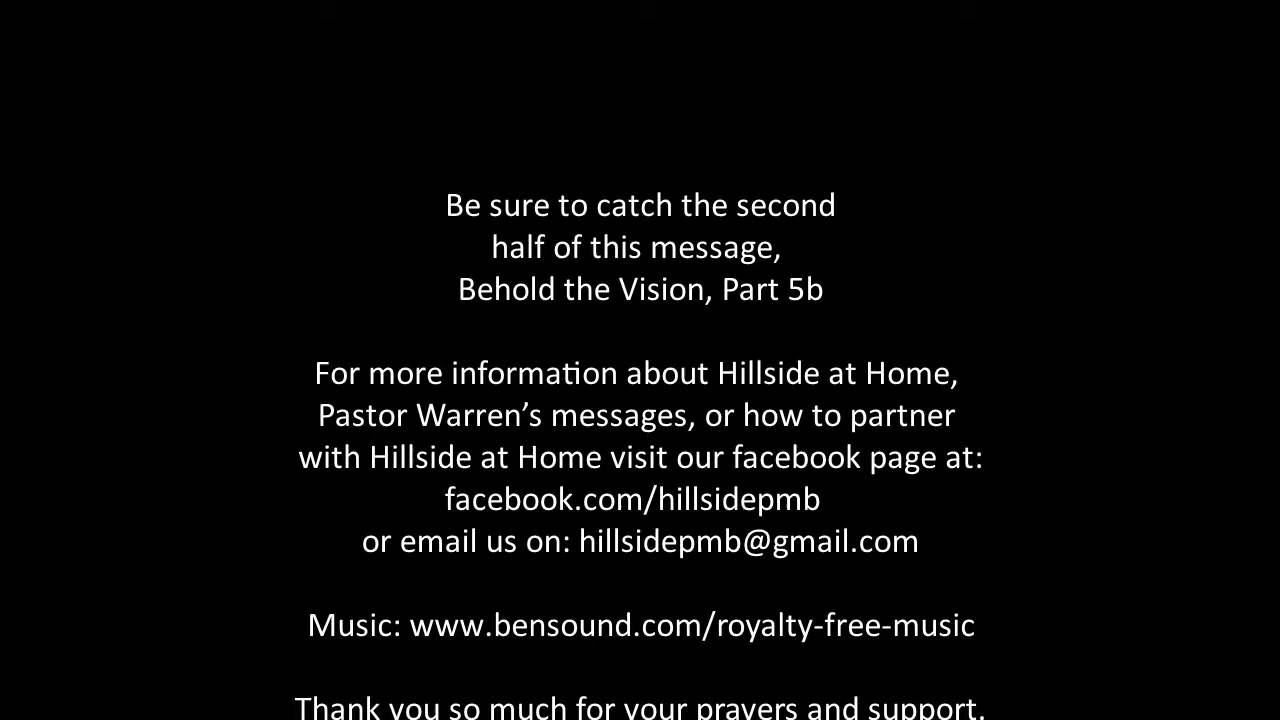 Be sure to catch the second
half of this message,
Behold the Vision, Part 5b
For more information about Hillside at Home,
Pastor Warren’s messages, or how to partner
with Hillside at Home visit our facebook page at:
facebook.com/hillsidepmb
or email us on: hillsidepmb@gmail.com
Music: www.bensound.com/royalty-free-music
Thank you so much for your prayers and support.